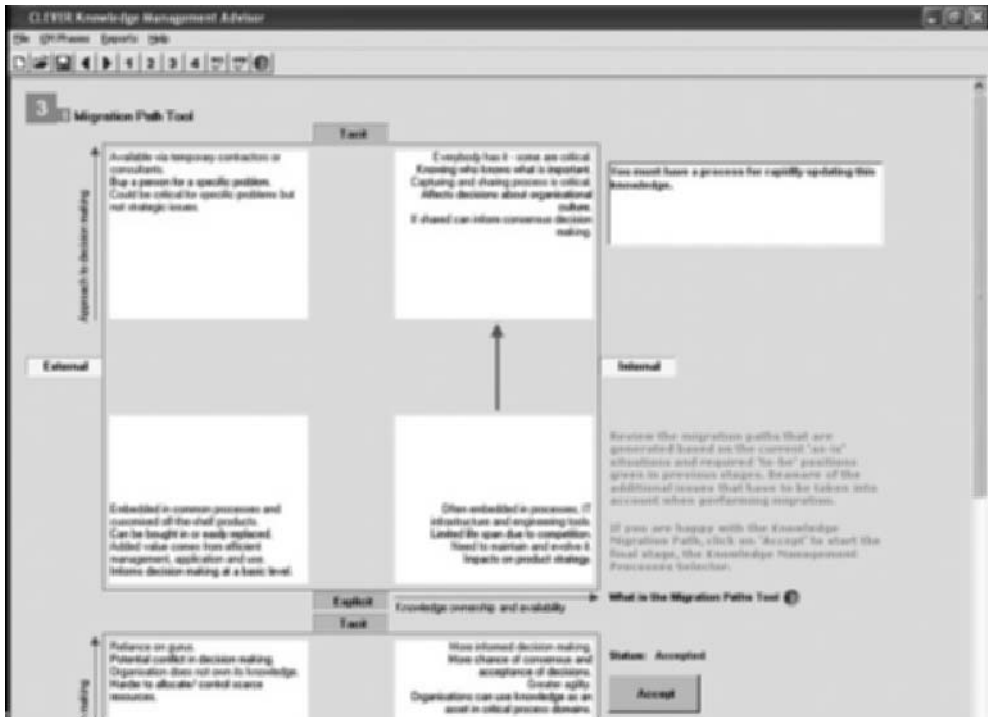 CLEVER Knowledge Management Advisor
File KM Phases Exports Help
1 2 3 4
3 Migration Path Tool
Tacit
Approach to decision making
Available via temporary contractors or
consultants.
Buy a person for a specific problem.
Could be critical for specific problems but
not strategic issues.
Everybody has it - some are critical.
Knowing who knows what is important.
Capturing and sharing process is critical.
Affects decisions about organisational
culture.
If shared can inform consensus decision
making.
You must have a process for rapidly updating this
knowledge.
External
Internal
Embedded in common processes and
customised off-the-shelf products.
Can be bought in or easily replaced.
Added value comes from efficient
management, application and use.
Informs decision making at a basic level.
Often embedded in processes, IT
infrastructure and engineering tools.
Limited life span due to competition.
Need to maintain and evolve it.
Impacts on product strategy.
Review the migration paths that are
generated based on the current 'as-is'
situations and required 'to-be' positions
given in previous stages. Beaware of the
additional issues that have to be taken into
account when performing migration.
If you are happy with the Knowledge
Migration Path, click on 'Accept' to start the
final stage, the Knowledge Management
Processes Selector.
Explicit
Knowledge ownership and availability
What is the Migration Paths Tool
Tacit
making
Reliance on gurus.
Potential conflict in decision making.
Organisation does not own its knowledge.
Harder to allocate/ control scarce
resources.
More informed decision making.
More chance of consensus and
acceptance of decisions.
Greater agility.
Organisations can use knowledge as an
asset in critical process domains.
Status: Accepted
Accept